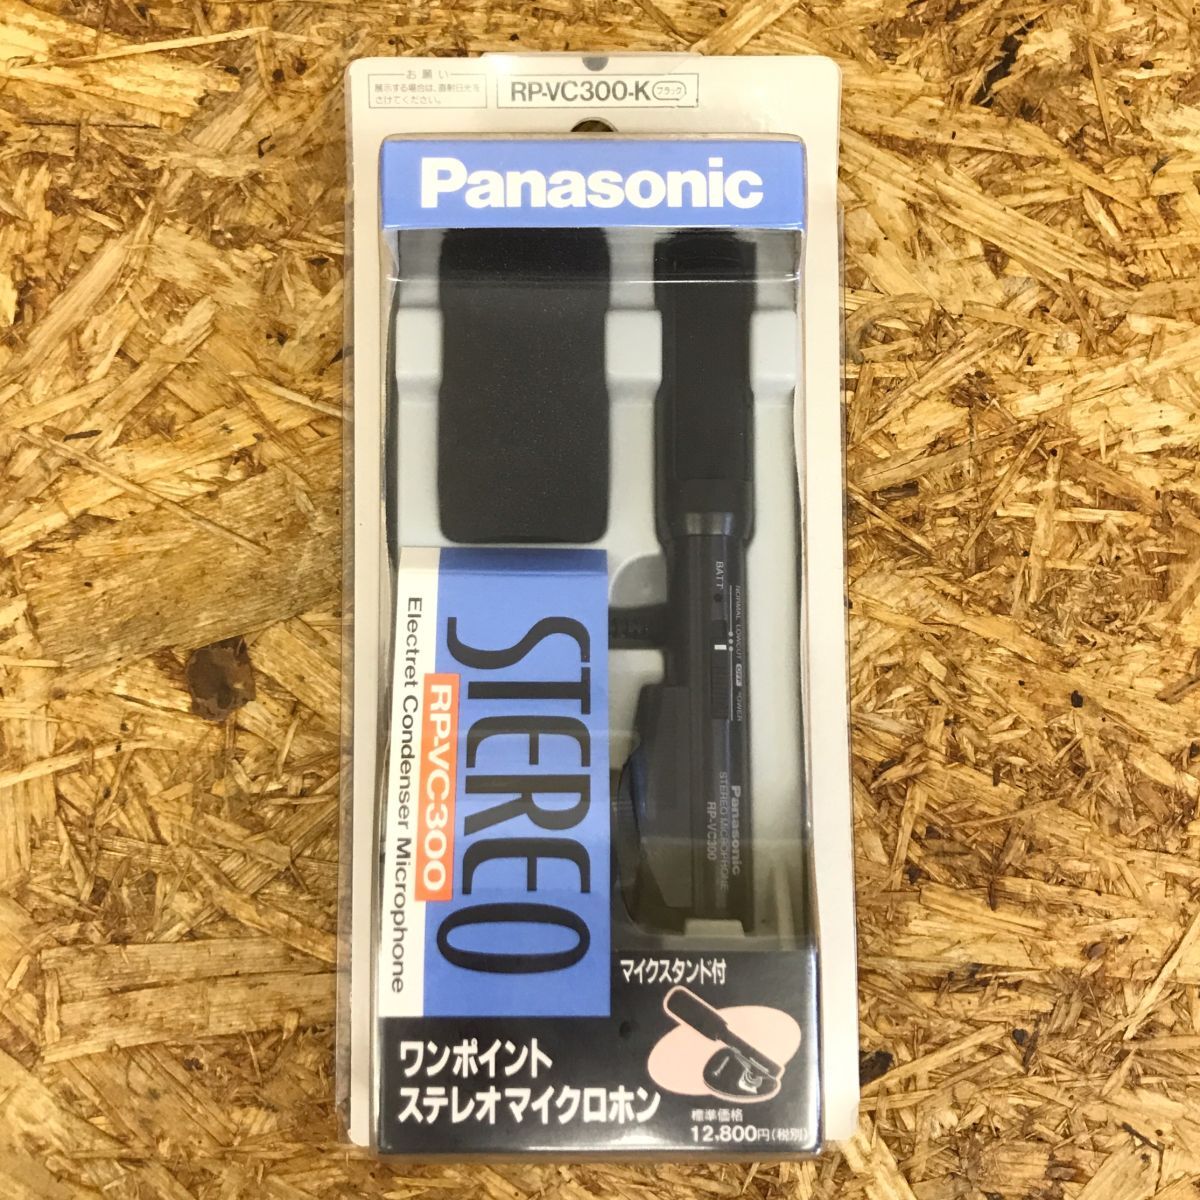 お願い
展示する場合は、直射日光を
さけてください。
RP-VC300-K ブラック
Panasonic
STEREO
RP-VC300
Electret Condenser Microphone
BATT
NORMAL LOWCUT OFF POWER
Panasonic
STEREO MICROPHONE
RP-VC300
マイクスタンド付
ワンポイント
ステレオマイクロホン
標準価格
12,800円(税別)